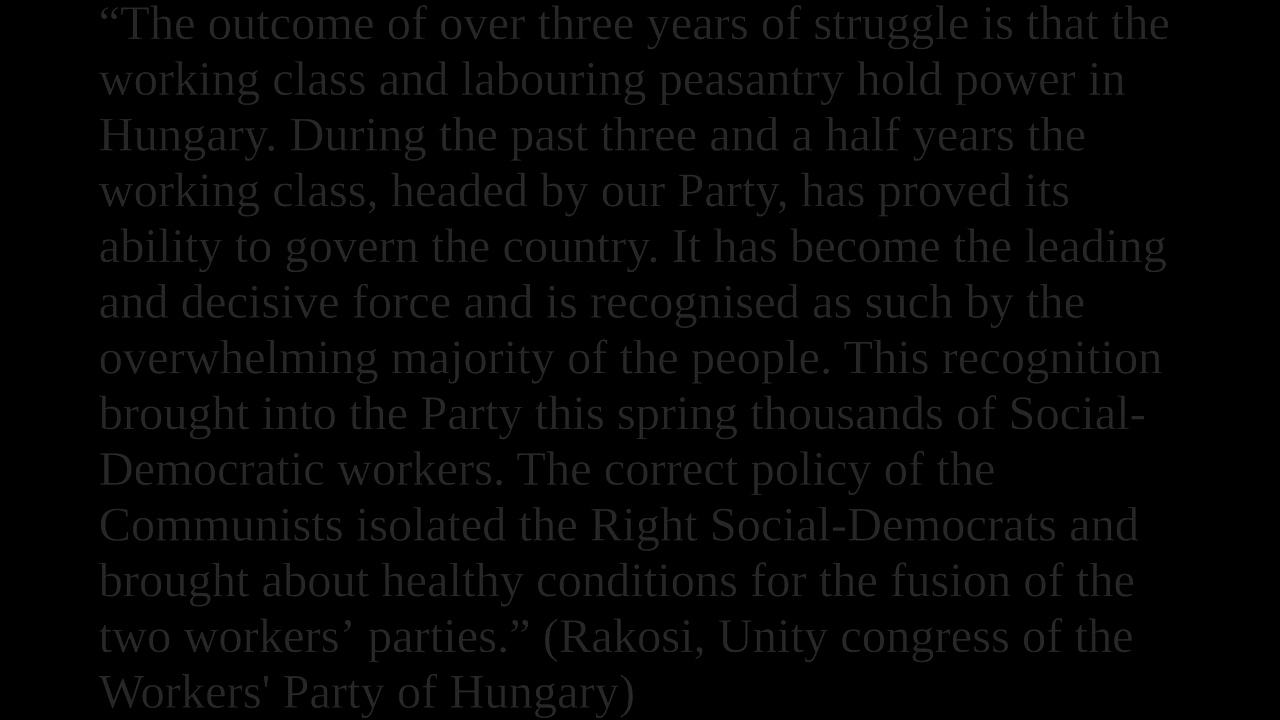 “The outcome of over three years of struggle is that the
working class and labouring peasantry hold power in
Hungary. During the past three and a half years the
working class, headed by our Party, has proved its
ability to govern the country. It has become the leading
and decisive force and is recognised as such by the
overwhelming majority of the people. This recognition
brought into the Party this spring thousands of Social-
Democratic workers. The correct policy of the
Communists isolated the Right Social-Democrats and
brought about healthy conditions for the fusion of the
two workers’ parties.” (Rakosi, Unity congress of the
Workers' Party of Hungary)